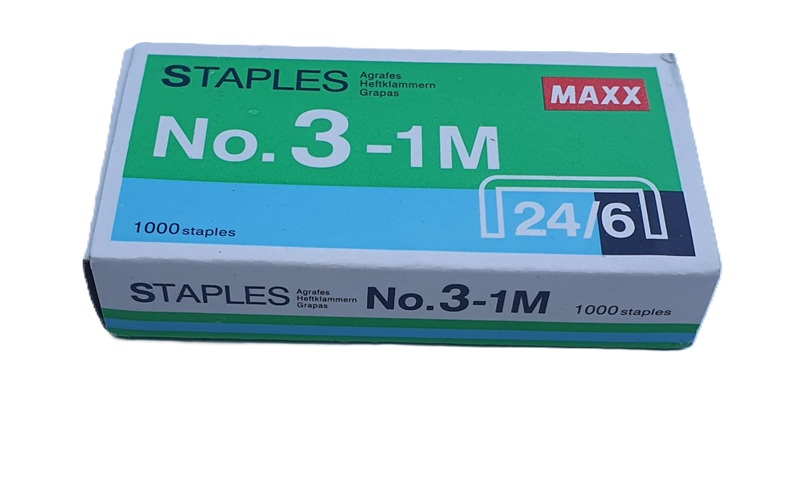 STAPLES Agrafes
Heftklammern
Grapas
MAXX
No. 3-1M
24/6
1000 staples
STAPLES Agrafes
Heftklammern
Grapas
No. 3-1M
1000 staples